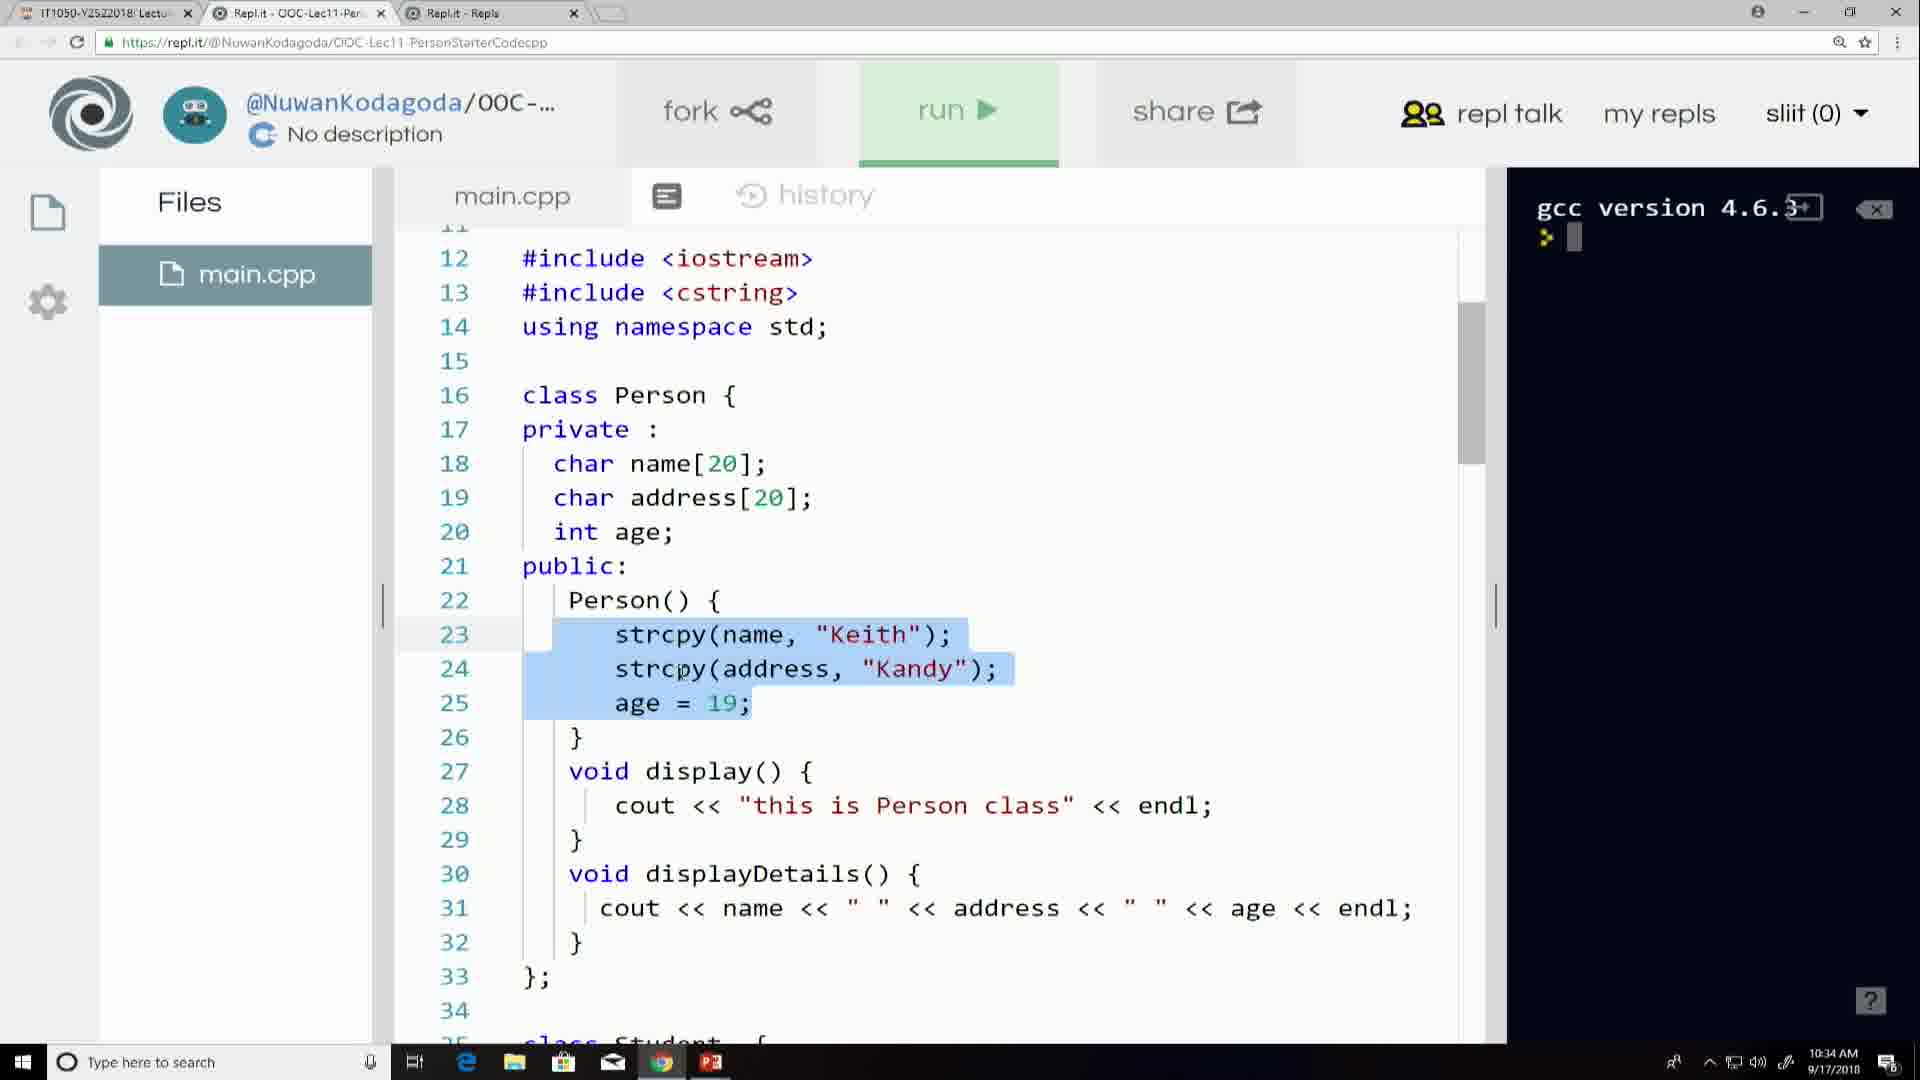 IT1050-Y2S22018: Lectu
Repl.it - OOC-Lec11-Per
Repl.it - Repls
https://repl.it/@NuwanKodagoda/OOC-Lec11-PersonStarterCodecpp
@NuwanKodagoda/OOC-...
No description
fork
run
share
repl talk
my repls
sliit (0)
Files
main.cpp
main.cpp
history
gcc version 4.6.3
>
11
12 #include <iostream>
13 #include <cstring>
14 using namespace std;
15
16 class Person {
17 private :
18 char name[20];
19 char address[20];
20 int age;
21 public:
22 Person() {
23 strcpy(name, "Keith");
24 strcpy(address, "Kandy");
25 age = 19;
26 }
27 void display() {
28 cout << "this is Person class" << endl;
29 }
30 void displayDetails() {
31 cout << name << " " << address << " " << age << endl;
32 }
33 };
34
35 class Student {
?
Type here to search
10:34 AM
9/17/2018